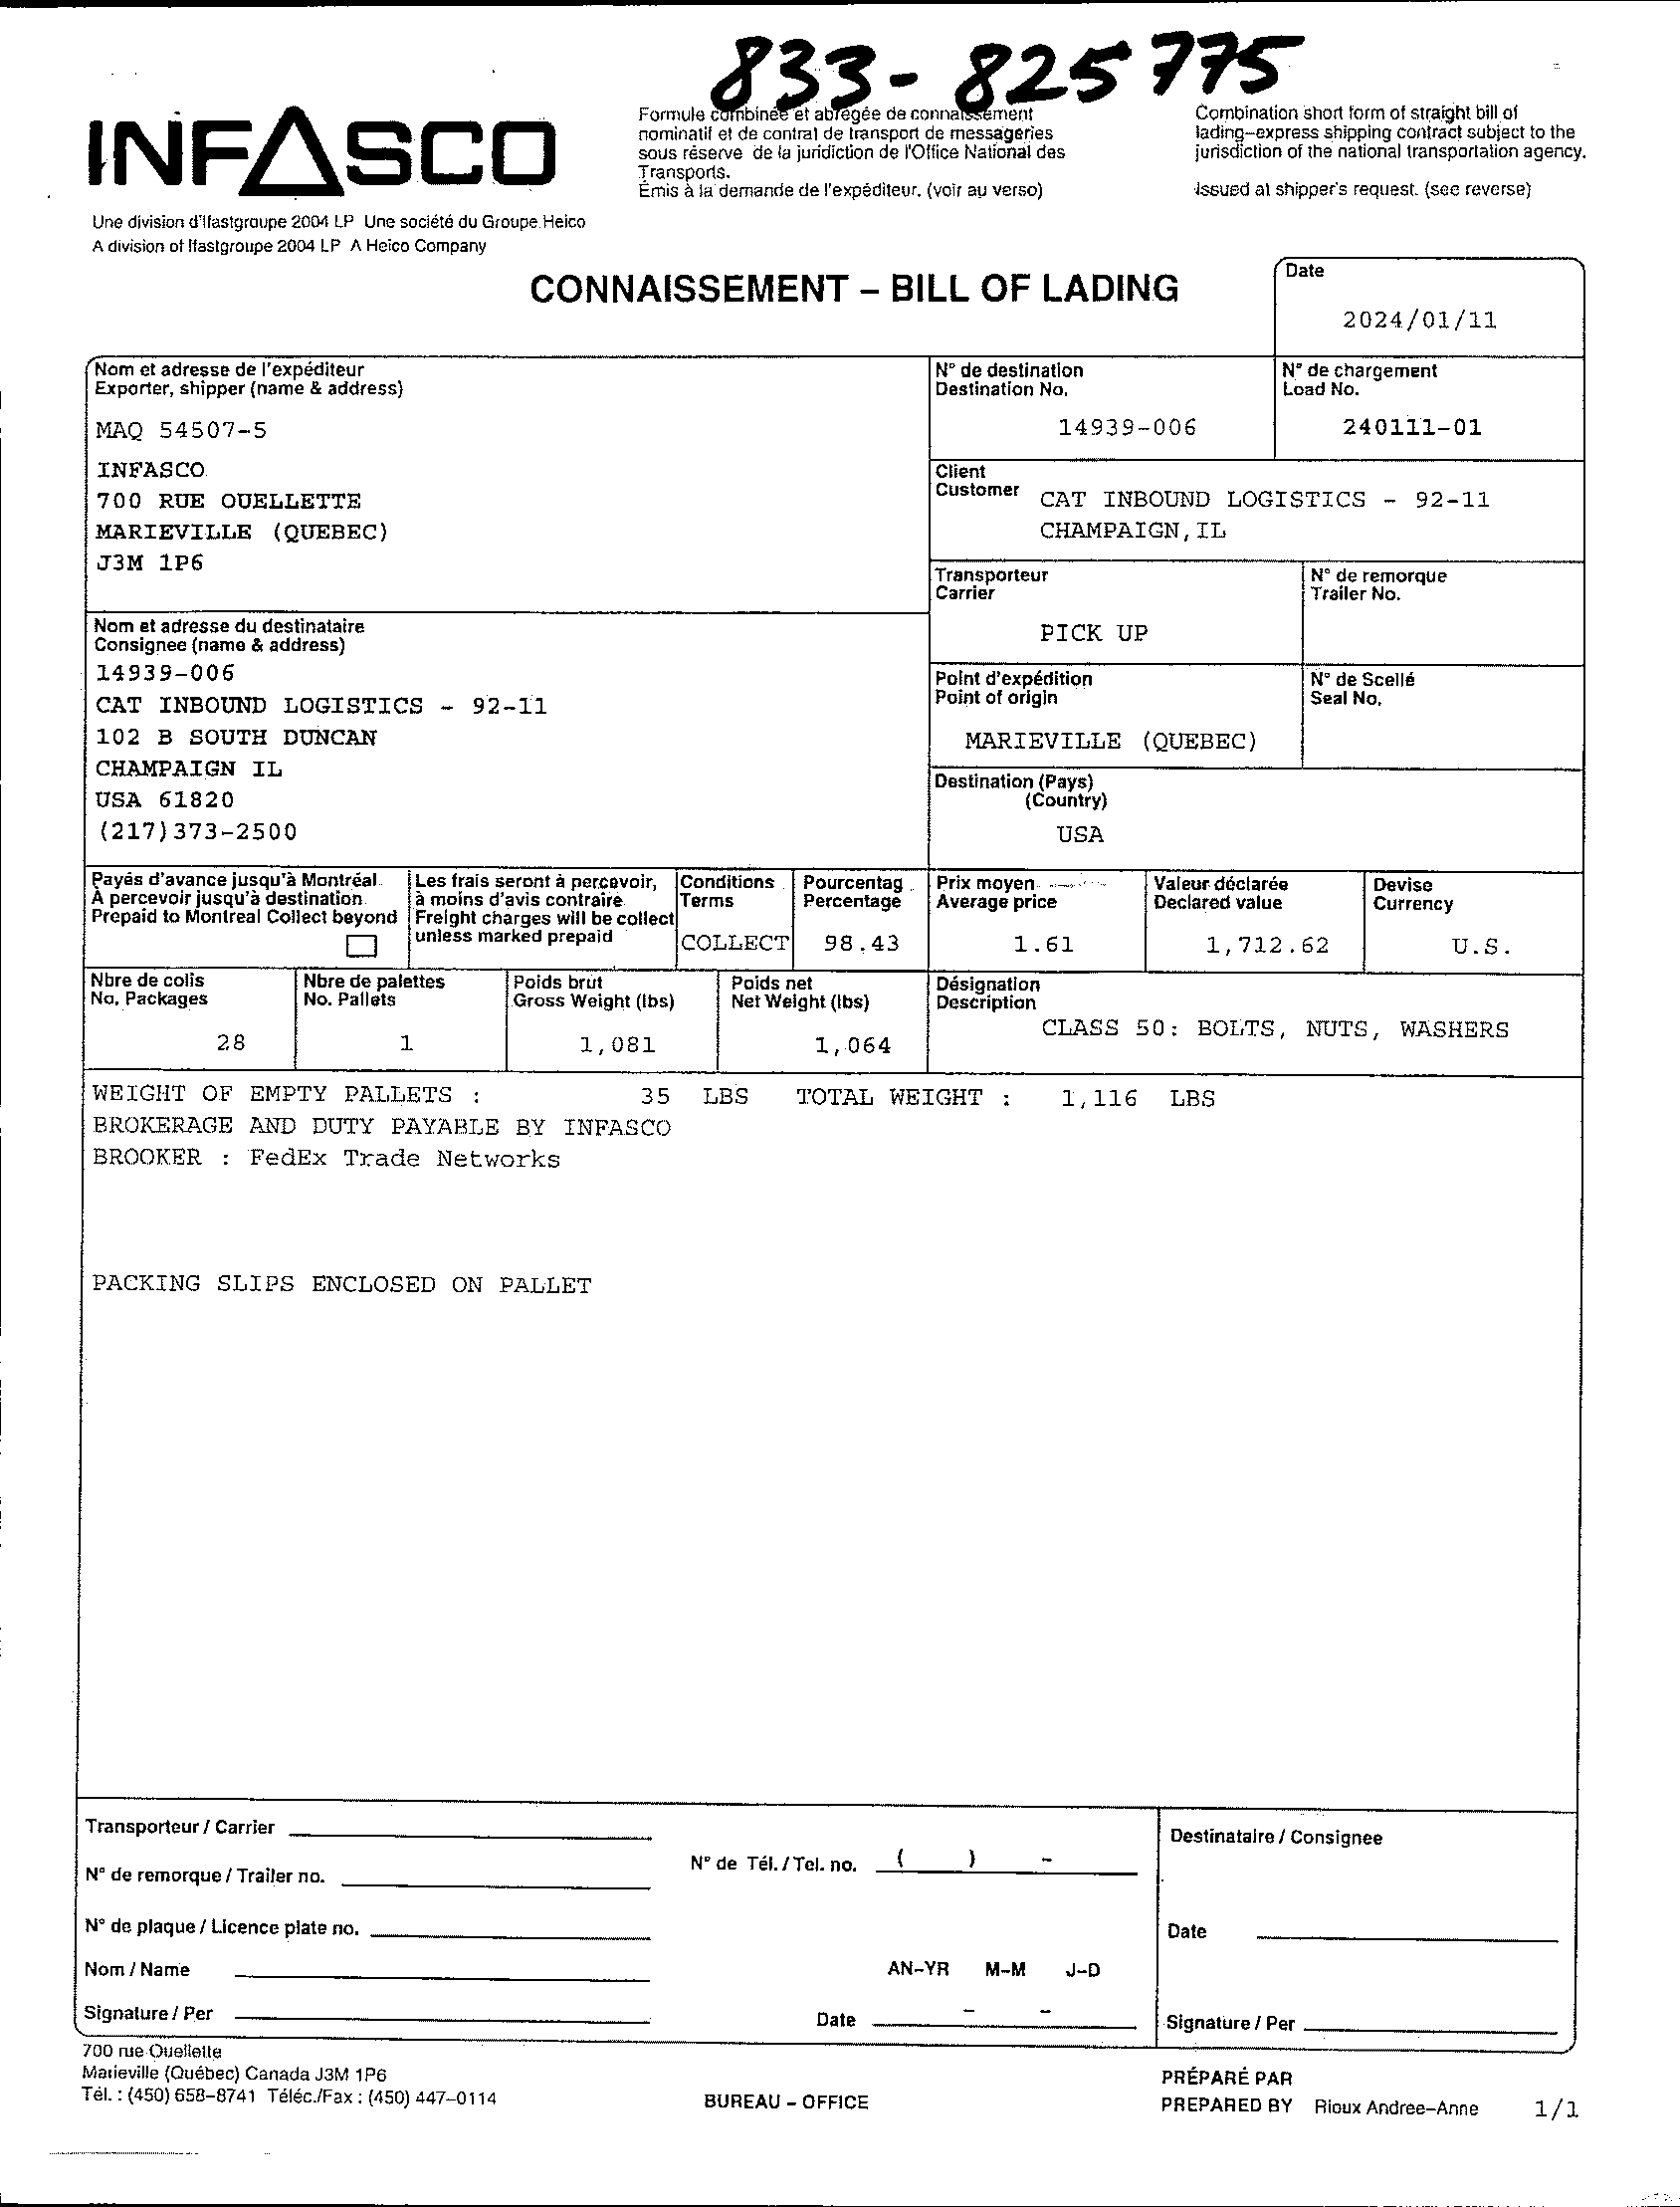 833-825775
INFASCO
Une division d'Ifastgroupe 2004 LP Une société du Groupe Heico
A division of Ifastgroupe 2004 LP A Heico Company
Formule combinée et abrégée de connaissement
nominatif et de contrat de transport de messageries
sous réserve de la juridiction de l'Office National des
Transports.
Émis à la demande de l'expéditeur. (voir au verso)
Combination short form of straight bill of
lading-express shipping contract subject to the
jurisdiction of the national transportation agency.
Issued at shipper's request. (see reverse)
CONNAISSEMENT - BILL OF LADING
Date
2024/01/11
Nom et adresse de l'expéditeur
Exporter, shipper (name & address)
MAQ 54507-5
INFASCO
700 RUE OUELLETTE
MARIEVILLE (QUEBEC)
J3M 1P6
N° de destination
Destination No.
14939-006
N° de chargement
Load No.
240111-01
Client
Customer
CAT INBOUND LOGISTICS - 92-11
CHAMPAIGN,IL
Transporteur
Carrier
PICK UP
N° de remorque
Trailer No.
Nom et adresse du destinataire
Consignee (name & address)
14939-006
CAT INBOUND LOGISTICS - 92-11
102 B SOUTH DUNCAN
CHAMPAIGN IL
USA 61820
(217)373-2500
Point d'expédition
Point of origin
MARIEVILLE (QUEBEC)
N° de Scellé
Seal No.
Destination (Pays)
(Country)
USA
Payés d'avance jusqu'à Montréal
À percevoir jusqu'à destination
Prepaid to Montreal Collect beyond
Les frais seront à percevoir,
à moins d'avis contraire
Freight charges will be collect
unless marked prepaid
Conditions
Terms
COLLECT
Pourcentag
Percentage
98.43
Prix moyen
Average price
1.61
Valeur déclarée
Declared value
1,712.62
Devise
Currency
U.S.
Nbre de colis
No. Packages
28
Nbre de palettes
No. Pallets
1
Poids brut
Gross Weight (lbs)
1,081
Poids net
Net Weight (lbs)
1,064
Désignation
Description
CLASS 50: BOLTS, NUTS, WASHERS
WEIGHT OF EMPTY PALLETS : 35 LBS TOTAL WEIGHT : 1,116 LBS
BROKERAGE AND DUTY PAYABLE BY INFASCO
BROOKER : FedEx Trade Networks
PACKING SLIPS ENCLOSED ON PALLET
Transporteur / Carrier
N° de remorque / Trailer no.
N° de plaque / Licence plate no.
Nom / Name
Signature / Per
N° de Tél. / Tel. no. ( ) -
AN-YR M-M J-D
Date - -
Destinataire / Consignee
Date
Signature / Per
700 rue Ouellette
Marieville (Québec) Canada J3M 1P6
Tél. : (450) 658-8741 Téléc./Fax : (450) 447-0114
BUREAU - OFFICE
PRÉPARÉ PAR
PREPARED BY Rioux Andree-Anne 1/1